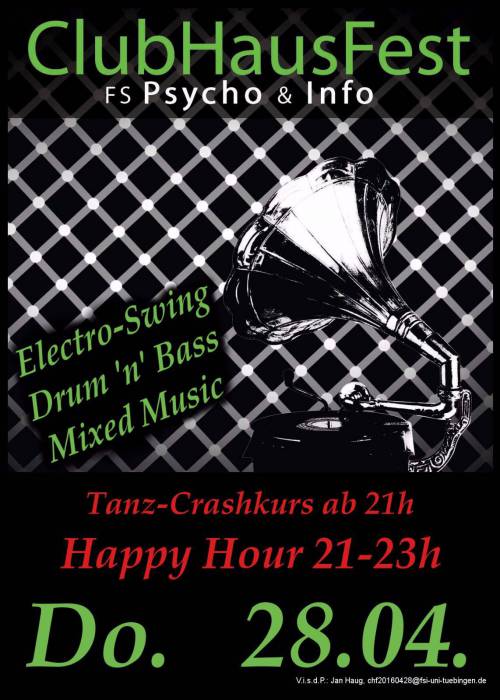 ClubHausFest
FS Psycho & Info
Electro-Swing
Drum 'n' Bass
Mixed Music
Tanz-Crashkurs ab 21h
Happy Hour 21-23h
Do. 28.04.
V.i.s.d.P.: Jan Haug, chf20160428@fsi-uni-tuebingen.de